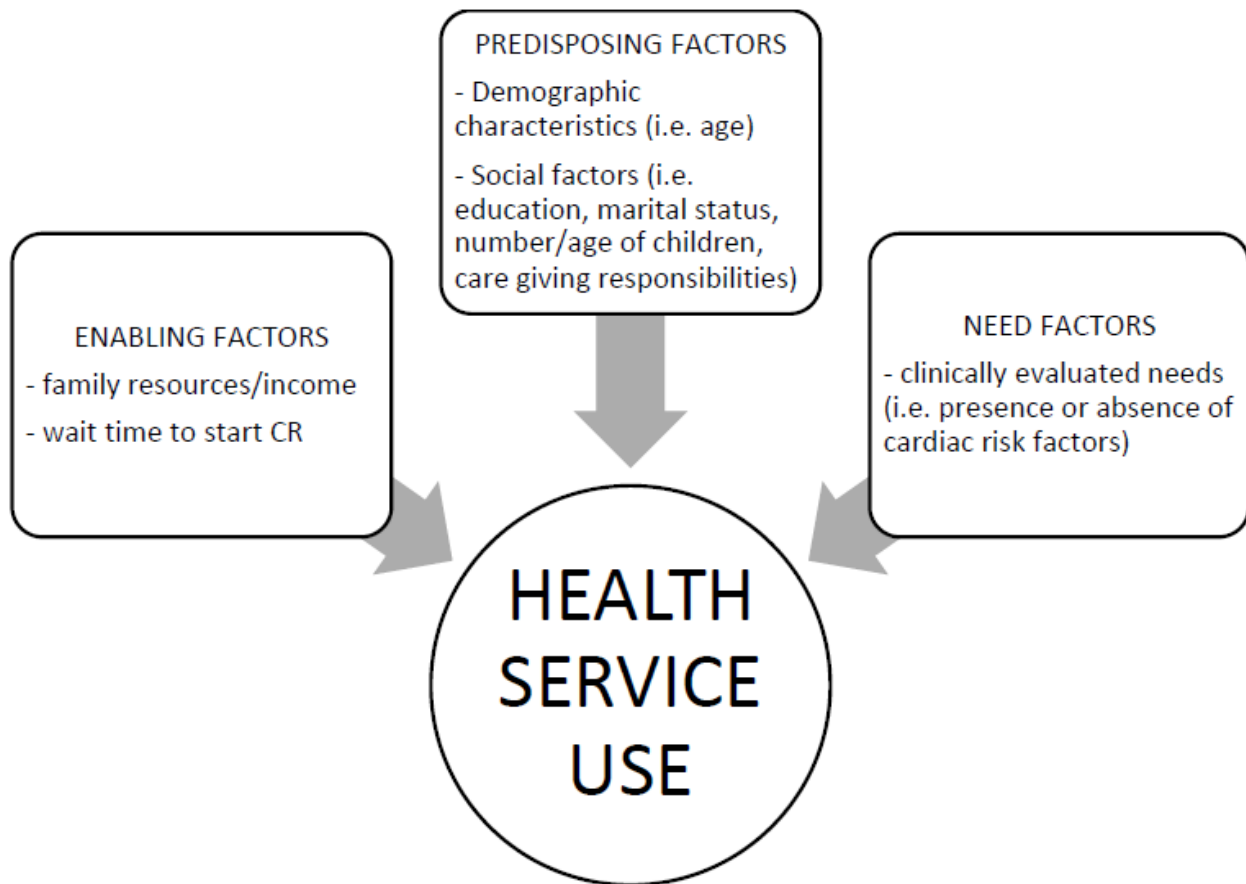 PREDISPOSING FACTORS
- Demographic
characteristics (i.e. age)
- Social factors (i.e.
education, marital status,
number/age of children,
care giving responsibilities)
ENABLING FACTORS
- family resources/income
- wait time to start CR
NEED FACTORS
- clinically evaluated needs
(i.e. presence or absence of
cardiac risk factors)
HEALTH
SERVICE
USE